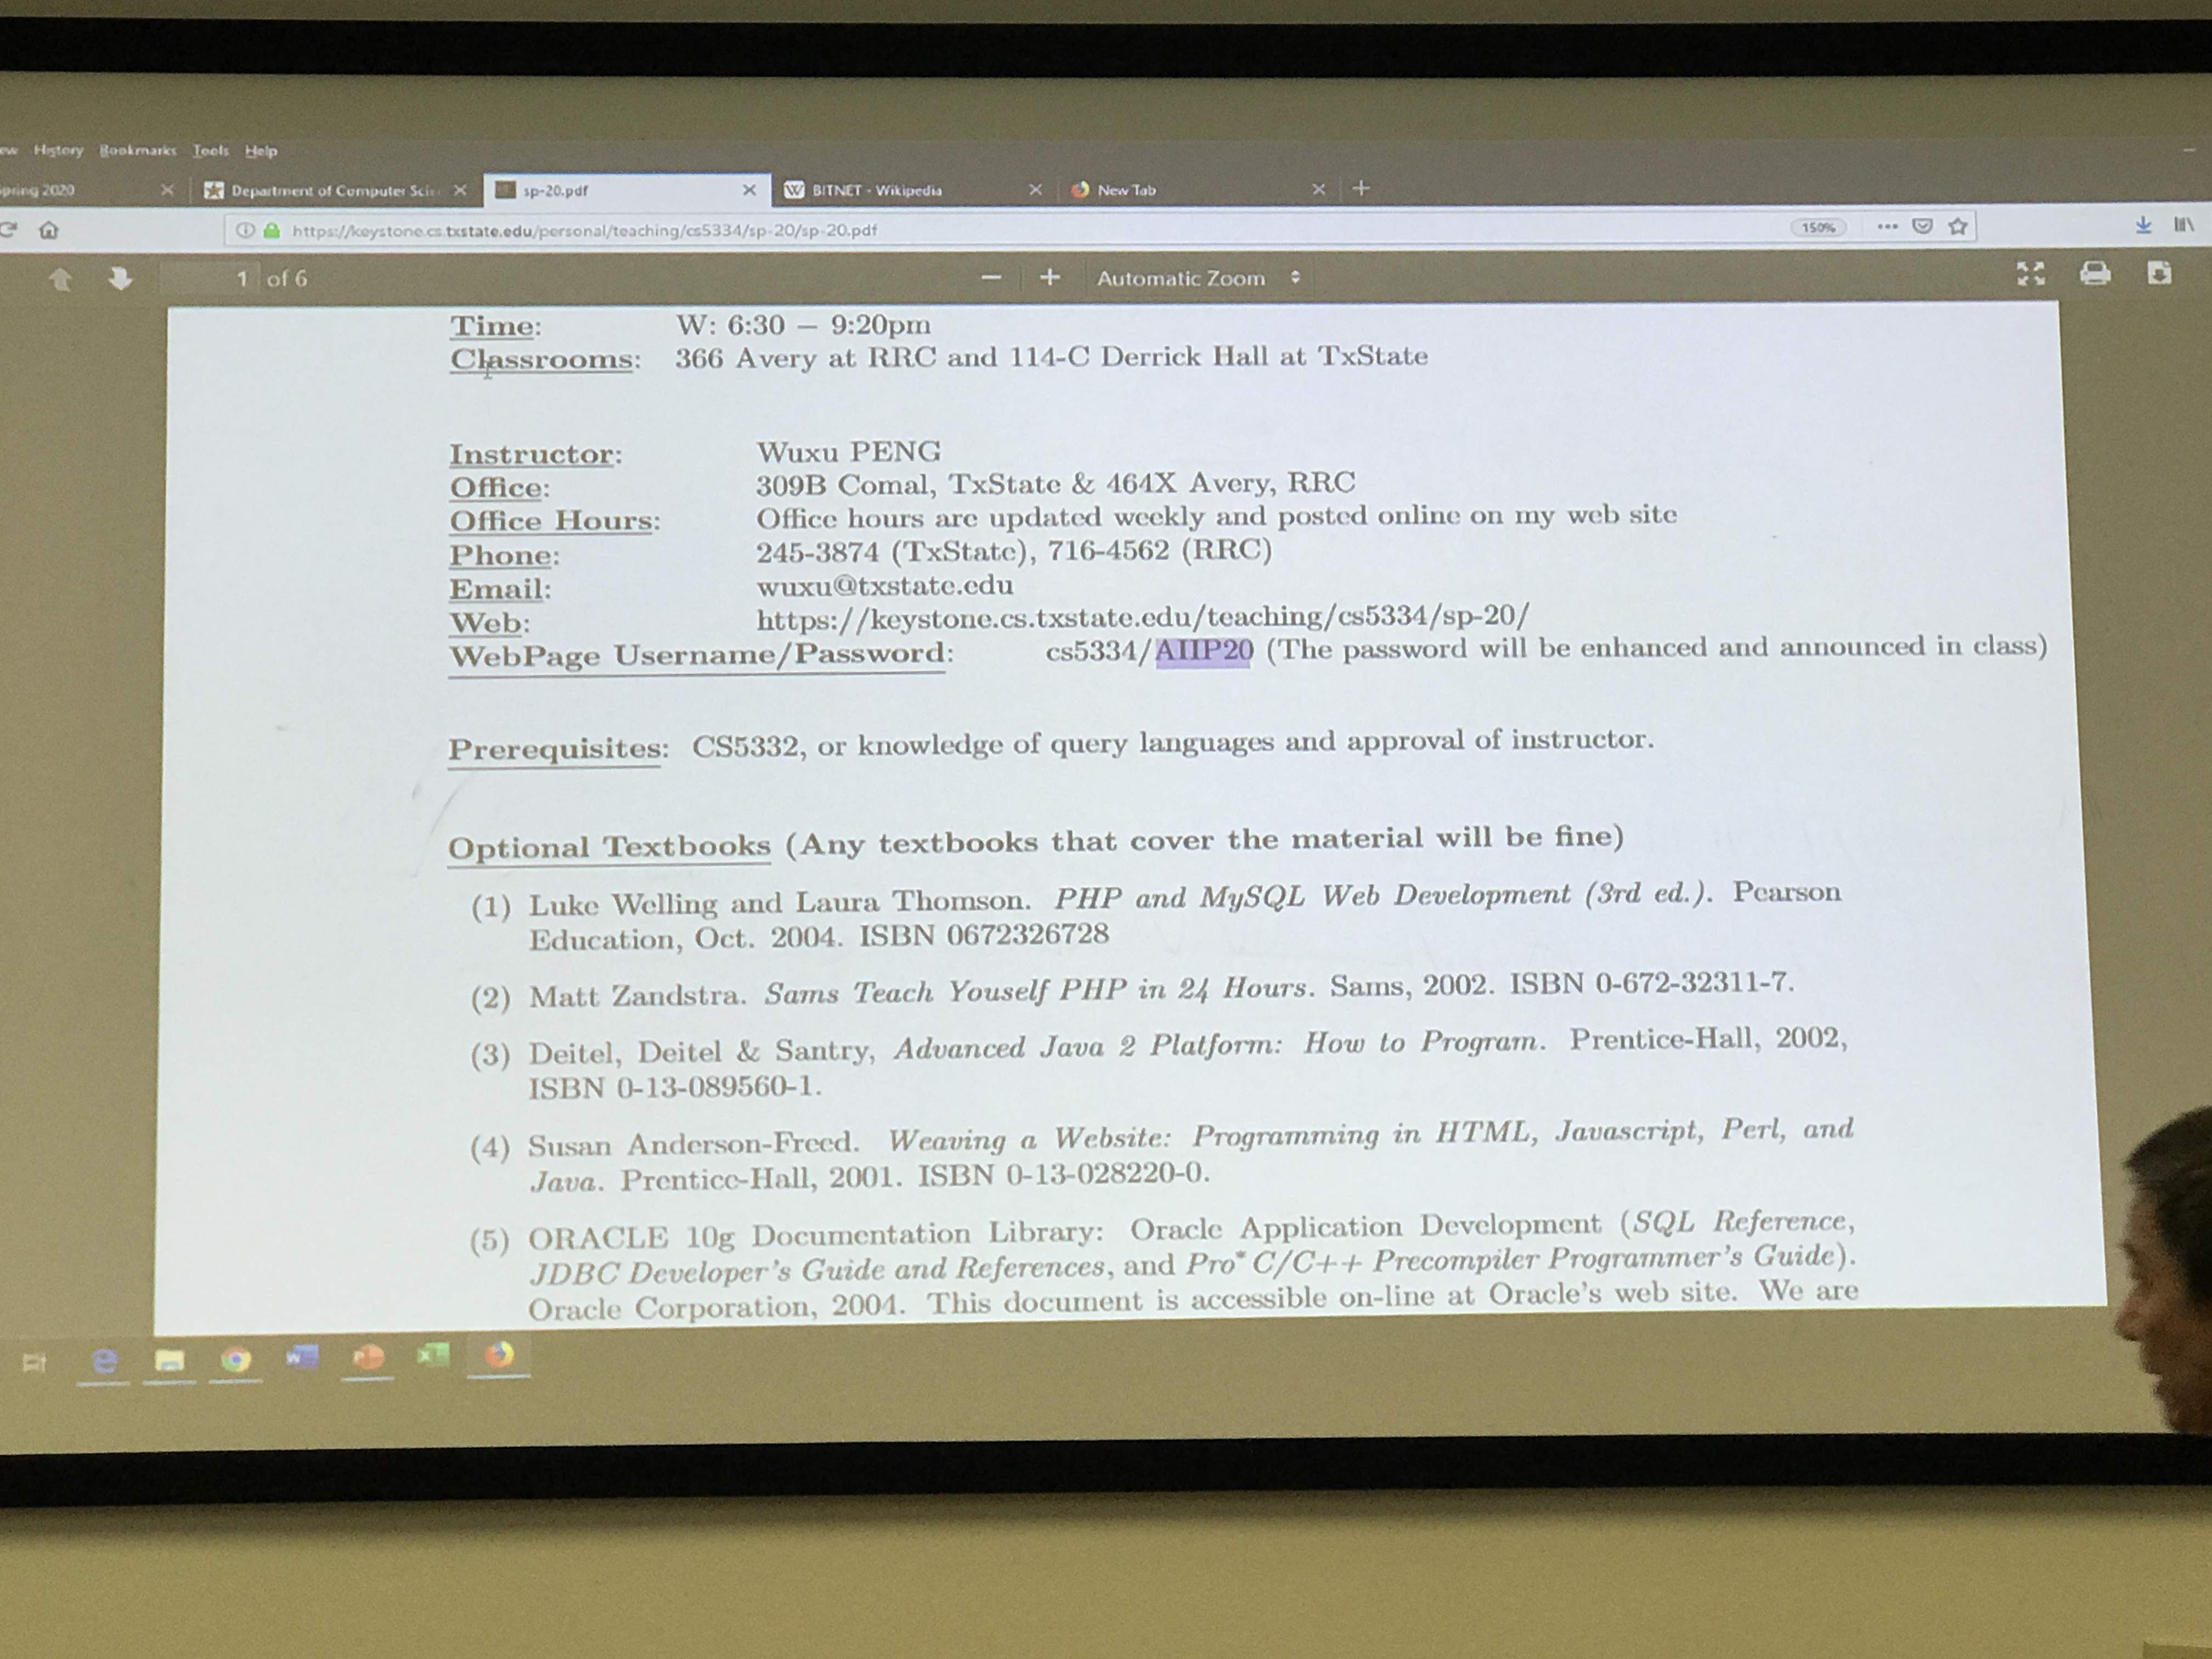 History Bookmarks Tools Help
Spring 2020
Department of Computer Scie
sp-20.pdf
BITNET - Wikipedia
New Tab
https://keystone.cs.txstate.edu/personal/teaching/cs5334/sp-20/sp-20.pdf
150%
1 of 6
Automatic Zoom
Time: W: 6:30 – 9:20pm
Classrooms: 366 Avery at RRC and 114-C Derrick Hall at TxState
Instructor: Wuxu PENG
Office: 309B Comal, TxState & 464X Avery, RRC
Office Hours: Office hours are updated weekly and posted online on my web site
Phone: 245-3874 (TxState), 716-4562 (RRC)
Email: wuxu@txstate.edu
Web: https://keystone.cs.txstate.edu/teaching/cs5334/sp-20/
WebPage Username/Password: cs5334/AIIP20 (The password will be enhanced and announced in class)
Prerequisites: CS5332, or knowledge of query languages and approval of instructor.
Optional Textbooks (Any textbooks that cover the material will be fine)
(1) Luke Welling and Laura Thomson. PHP and MySQL Web Development (3rd ed.). Pearson
Education, Oct. 2004. ISBN 0672326728
(2) Matt Zandstra. Sams Teach Youself PHP in 24 Hours. Sams, 2002. ISBN 0-672-32311-7.
(3) Deitel, Deitel & Santry, Advanced Java 2 Platform: How to Program. Prentice-Hall, 2002,
ISBN 0-13-089560-1.
(4) Susan Anderson-Freed. Weaving a Website: Programming in HTML, Javascript, Perl, and
Java. Prentice-Hall, 2001. ISBN 0-13-028220-0.
(5) ORACLE 10g Documentation Library: Oracle Application Development (SQL Reference,
JDBC Developer's Guide and References, and Pro* C/C++ Precompiler Programmer's Guide).
Oracle Corporation, 2004. This document is accessible on-line at Oracle's web site. We are